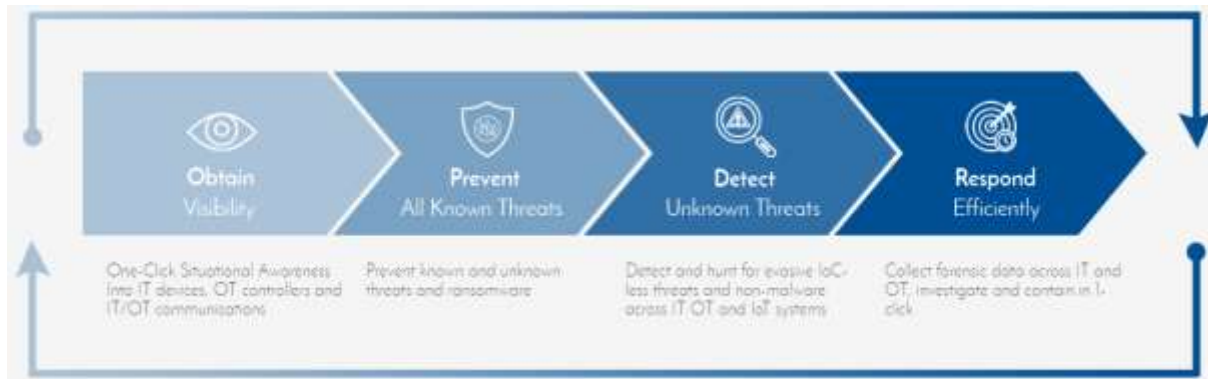 Obtain
Visibility
Prevent
All Known Threats
Detect
Unknown Threats
Respond
Efficiently
One-Click Situational Awareness
Into IT devices, OT controllers and
IT/OT communications
Prevent known and unknown
threats and ransomware
Detect and hunt for evasive IoC-
less threats and non-malware
across IT OT and IoT systems
Collect forensic data across IT and
OT, investigate and contain in 1-
click